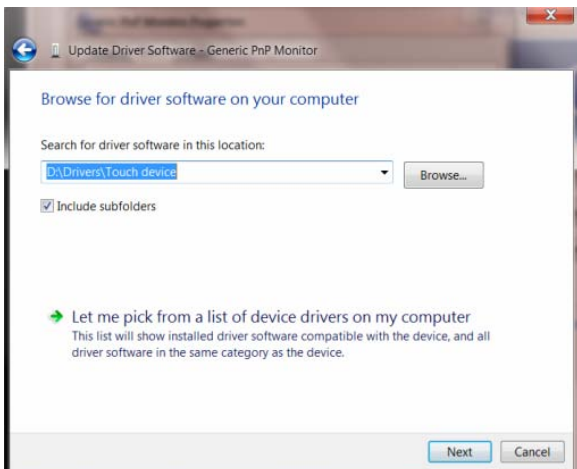 Update Driver Software - Generic PnP Monitor
Browse for driver software on your computer
Search for driver software in this location:
D:\Drivers\Touch device
Browse...
Include subfolders
Let me pick from a list of device drivers on my computer
This list will show installed driver software compatible with the device, and all
driver software in the same category as the device.
Next
Cancel